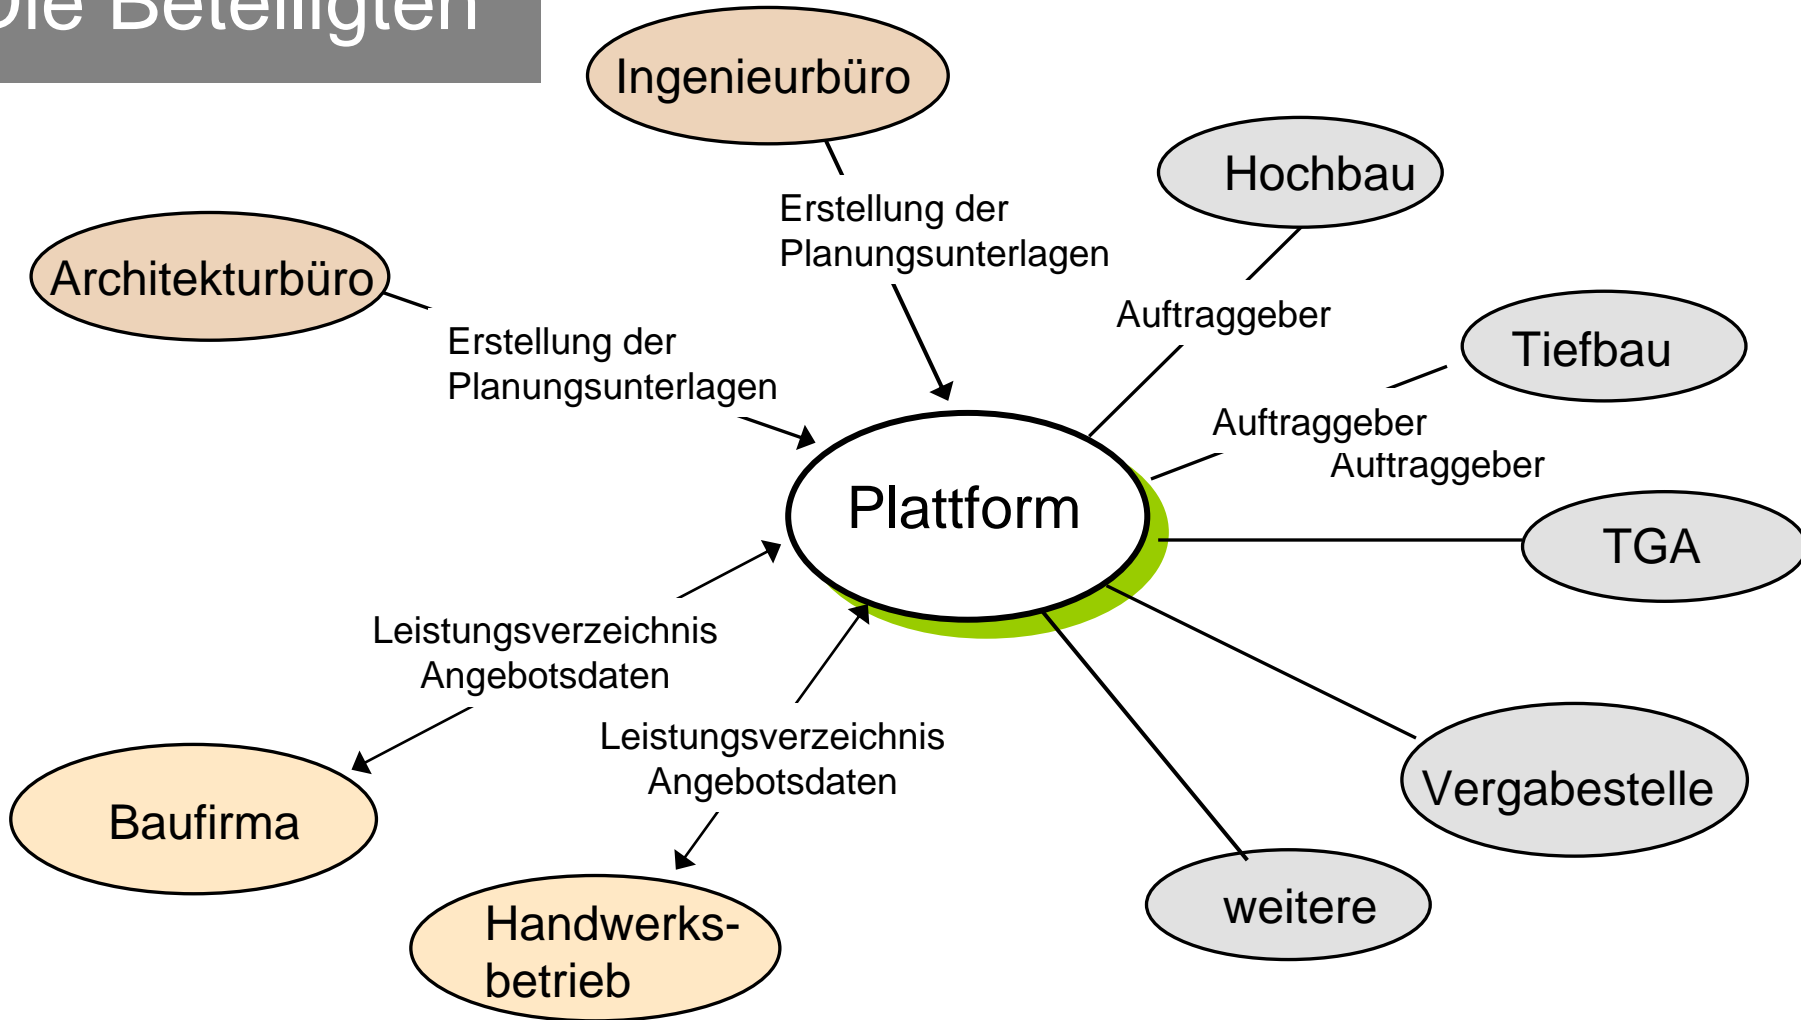 Die Beteiligten
Ingenieurbüro
Hochbau
Erstellung der
Planungsunterlagen
Architekturbüro
Auftraggeber
Erstellung der
Planungsunterlagen
Tiefbau
Auftraggeber
Auftraggeber
Plattform
TGA
Leistungsverzeichnis
Angebotsdaten
Leistungsverzeichnis
Angebotsdaten
Vergabestelle
Baufirma
weitere
Handwerks-
betrieb